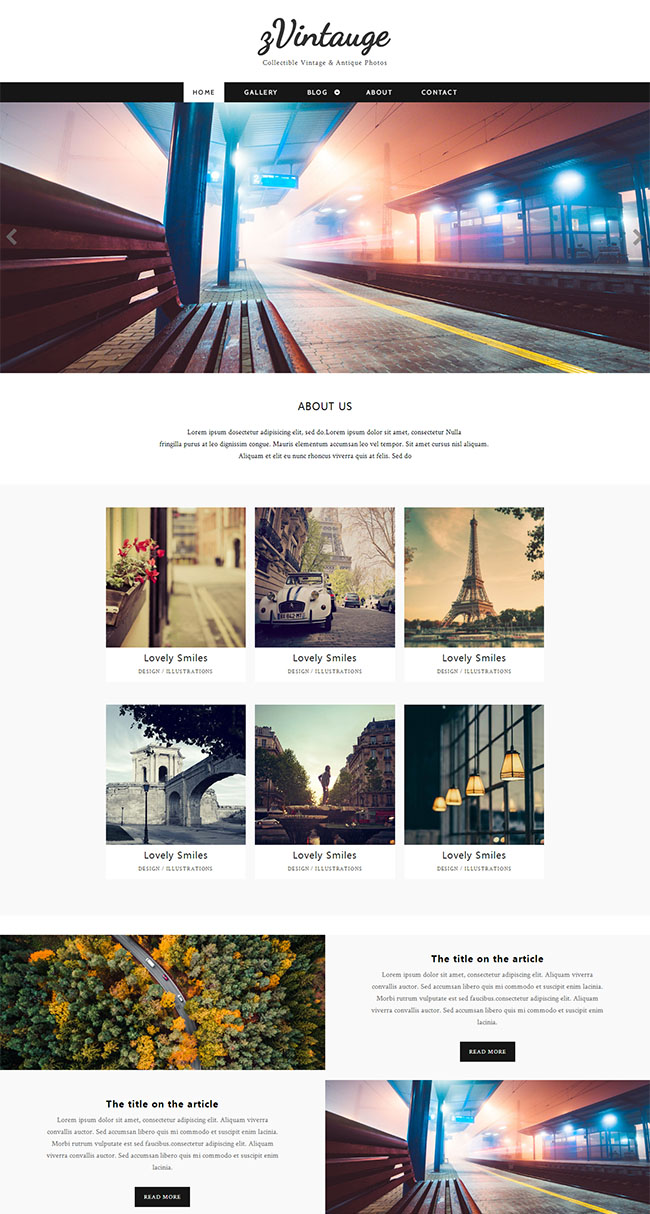 zVintauge
Collectible Vintage & Antique Photos
HOME GALLERY BLOG ABOUT CONTACT
ABOUT US
Lorem ipsum dosectetur adipisicing elit, sed do.Lorem ipsum dolor sit amet, consectetur Nulla
fringilla purus at leo dignissim congue. Mauris elementum accumsan leo vel tempor. Sit amet cursus nisl aliquam.
Aliquam et elit eu nunc rhoncus viverra quis at felis. Sed do
Lovely Smiles
DESIGN / ILLUSTRATIONS
Lovely Smiles
DESIGN / ILLUSTRATIONS
Lovely Smiles
DESIGN / ILLUSTRATIONS
Lovely Smiles
DESIGN / ILLUSTRATIONS
Lovely Smiles
DESIGN / ILLUSTRATIONS
Lovely Smiles
DESIGN / ILLUSTRATIONS
The title on the article
Lorem ipsum dolor sit amet, consectetur adipiscing elit. Aliquam viverra
convallis auctor. Sed accumsan libero quis mi commodo et suscipit enim lacinia.
Morbi rutrum vulputate est sed faucibus.consectetur adipiscing elit. Aliquam
viverra convallis auctor. Sed accumsan libero quis mi commodo et suscipit enim
lacinia.
READ MORE
The title on the article
Lorem ipsum dolor sit amet, consectetur adipiscing elit. Aliquam viverra
convallis auctor. Sed accumsan libero quis mi commodo et suscipit enim lacinia.
Morbi rutrum vulputate est sed faucibus.consectetur adipiscing elit. Aliquam
viverra convallis auctor. Sed accumsan libero quis mi commodo et suscipit enim
lacinia.
READ MORE